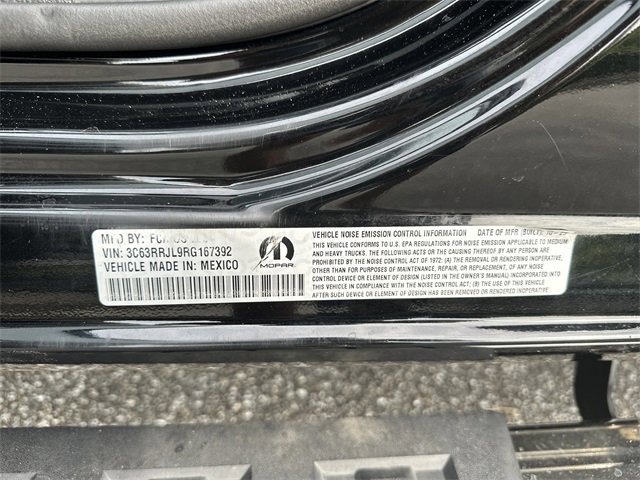 MFD BY: FCA US LLC
VIN: 3C63RRJL9RG167392
VEHICLE MADE IN: MEXICO
MOPAR
VEHICLE NOISE EMISSION CONTROL INFORMATION DATE OF MFR (BUILT):
THIS VEHICLE CONFORMS TO U.S. EPA REGULATIONS FOR NOISE EMISSION APPLICABLE TO MEDIUM
AND HEAVY TRUCKS. THE FOLLOWING ACTS OR THE CAUSING THEREOF BY ANY PERSON
ARE PROHIBITED BY THE NOISE CONTROL ACT OF 1972: (A) THE REMOVAL OR RENDERING INOPERATIVE,
OTHER THAN FOR PURPOSES OF MAINTENANCE, REPAIR, OR REPLACEMENT, OF ANY NOISE
CONTROL DEVICE OR ELEMENT OF DESIGN (LISTED IN THE OWNER'S MANUAL) INCORPORATED
INTO THIS VEHICLE IN COMPLIANCE WITH THE NOISE CONTROL ACT; (B) THE USE OF THIS VEHICLE
AFTER SUCH DEVICE OR ELEMENT OF DESIGN HAS BEEN REMOVED OR RENDERED INOPERATIVE